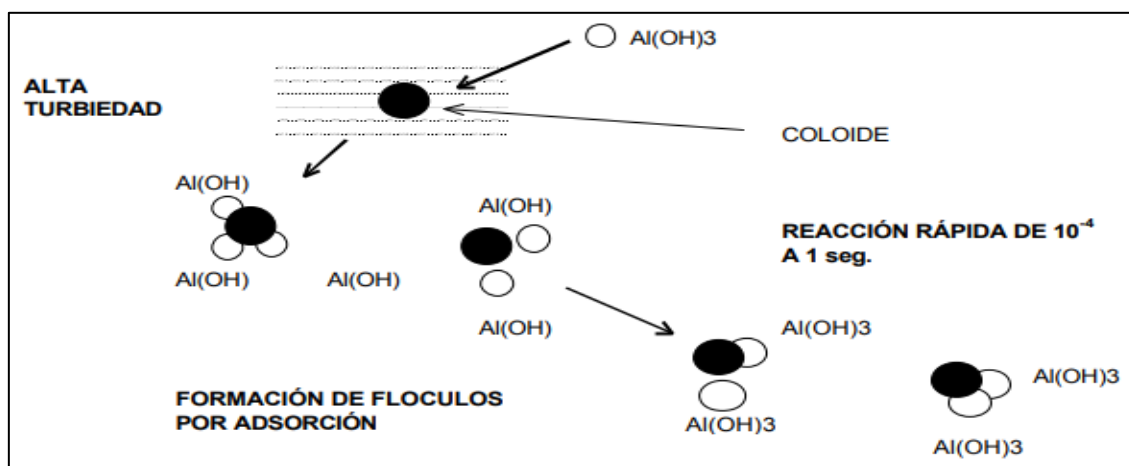 Al(OH)3
ALTA
TURBIEDAD
COLOIDE
Al(OH)
Al(OH)
REACCIÓN RÁPIDA DE 10⁻⁴
A 1 seg.
Al(OH)
Al(OH)
Al(OH)
Al(OH)3
Al(OH)3
FORMACIÓN DE FLOCULOS
POR ADSORCIÓN
Al(OH)3
Al(OH)3